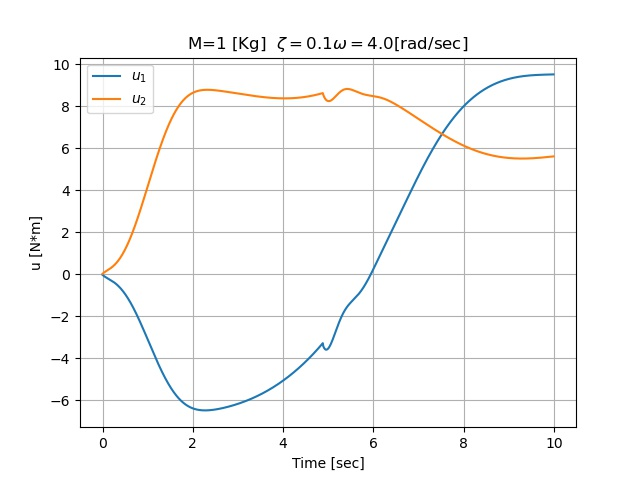 M=1 [Kg] ζ = 0.1ω = 4.0[rad/sec]
u₁
u₂
u [N*m]
10
8
6
4
2
0
−2
−4
−6
0 2 4 6 8 10
Time [sec]